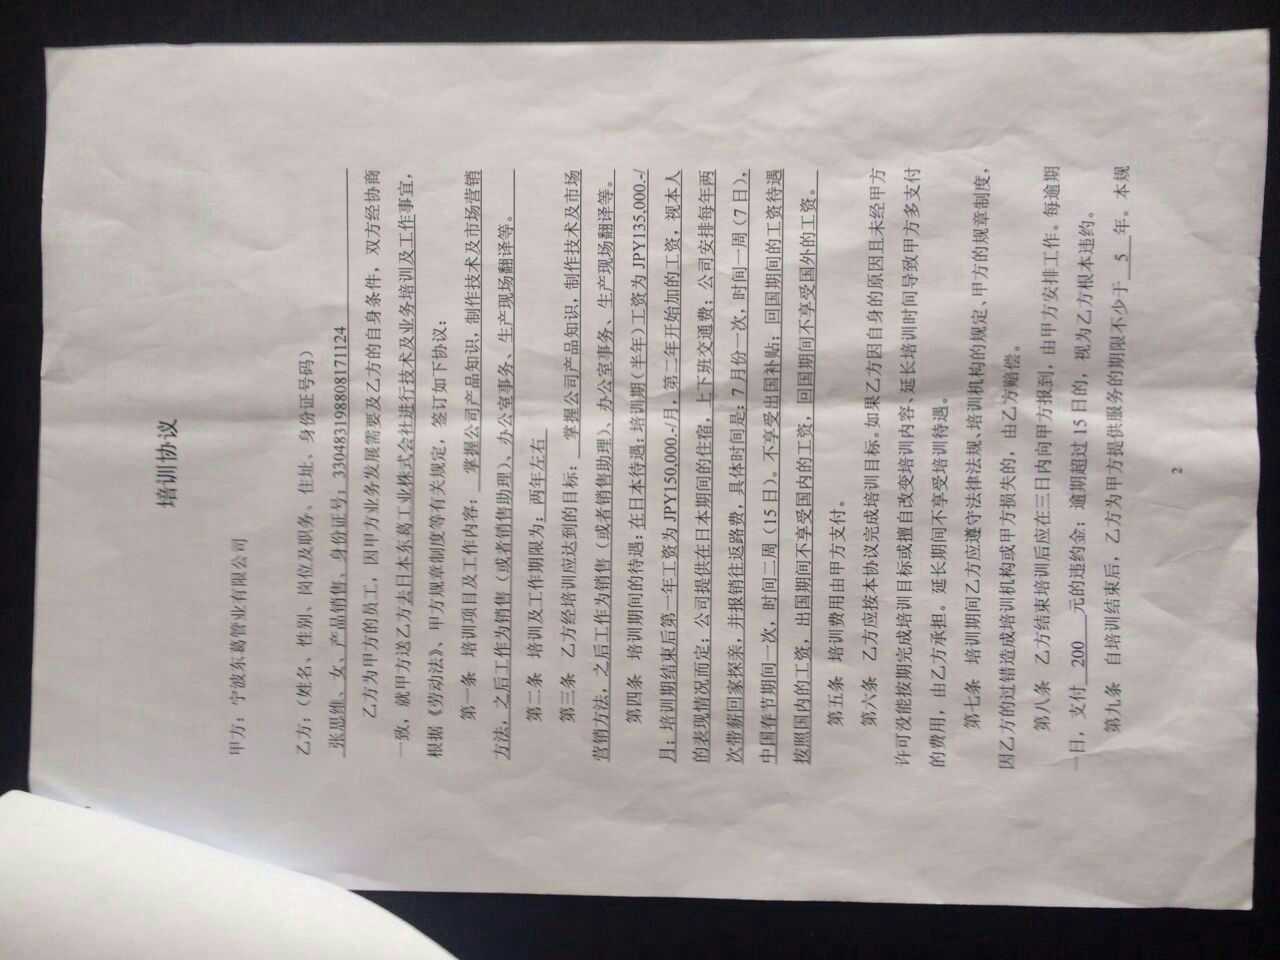 培训协议
甲方：宁波东葛管业有限公司
乙方：（姓名、性别、岗位及职务、住址、身份证号码）
张思维、女、产品销售、身份证号：330483198808171124
乙方为甲方的员工，因甲方业务发展需要及乙方的自身条件，双方经协商
一致，就甲方送乙方去日本东葛工业株式会社进行技术及业务培训及工作事宜，
根据《劳动法》、甲方规章制度等有关规定，签订如下协议：
第一条 培训项目及工作内容：掌握公司产品知识，制作技术及市场营销
方法，之后工作为销售（或者销售助理）、办公室事务、生产现场翻译等。
第二条 培训及工作期限为：两年左右
第三条 乙方经培训应达到的目标：掌握公司产品知识，制作技术及市场
营销方法，之后工作为销售（或者销售助理）、办公室事务、生产现场翻译等。
第四条 培训期间的待遇：在日本待遇：培训期（半年）工资为 JPY135,000.-/
月；培训期结束后第一年工资为 JPY150,000.-/月，第二年开始加的工资，视本人
的表现情况而定；公司提供在日本期间的住宿，上下班交通费；公司安排每年两
次带薪回家探亲，并报销往返路费，具体时间是：7 月份一次，时间一周（7 日），
中国春节期间一次，时间二周（15 日）。不享受出国补贴；回国期间的工资待遇
按照国内的工资，出国期间不享受国内的工资，回国期间不享受国外的工资。
第五条 培训费用由甲方支付。
第六条 乙方应按本协议完成培训目标。如果乙方因自身的原因且未经甲方
许可没能按期完成培训目标或擅自改变培训内容、延长培训时间导致甲方多支付
的费用，由乙方承担。延长期间不享受培训待遇。
第七条 培训期间乙方应遵守法律法规、培训机构的规定、甲方的规章制度，
因乙方的过错造成培训机构或甲方损失的，由乙方赔偿。
第八条 乙方结束培训后应在三日内向甲方报到，由甲方安排工作。每逾期
一日，支付 200 元的违约金；逾期超过 15 日的，视为乙方根本违约。
第九条 自培训结束后，乙方为甲方提供服务的期限不少于 5 年。本规
2